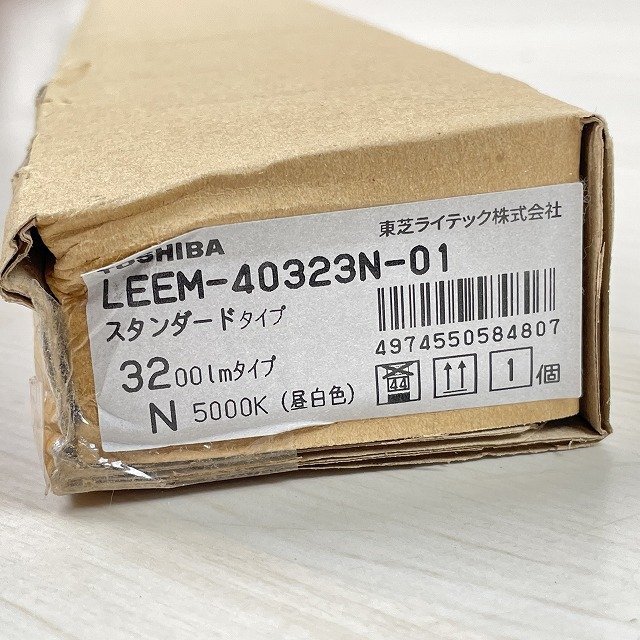 東芝ライテック株式会社
TOSHIBA
LEEM-40323N-01
スタンダードタイプ
4974550584807
3200lmタイプ
44
1個
N 5000K (昼白色)